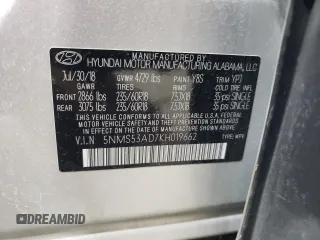 HYUNDAI MOTOR MANUFACTURING ALABAMA, LLC
Jul/30/18 GVWR 4729 lbs PAINT Y8S TRIM YPJ
GAWR TIRES RIMS COLD TIRE INFL
FRONT 2866 lbs 235/60R18 7.5JX18 35 psi SINGLE
REAR 3075 lbs 235/60R18 7.5JX18 35 psi SINGLE
THIS VEHICLE CONFORMS TO ALL APPLICABLE
FEDERAL MOTOR VEHICLE SAFETY AND THEFT
PREVENTION STANDARDS IN EFFECT ON THE
DATE OF MANUFACTURE SHOWN ABOVE.
V.I.N 5NMS53AD7KH019662 TYPE: MPV
© DREAMBID
DREAMBID.COM